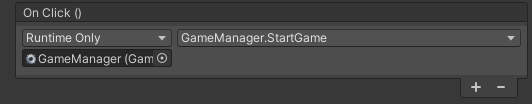 On Click ()
Runtime Only GameManager.StartGame
GameManager (Gam
+ -